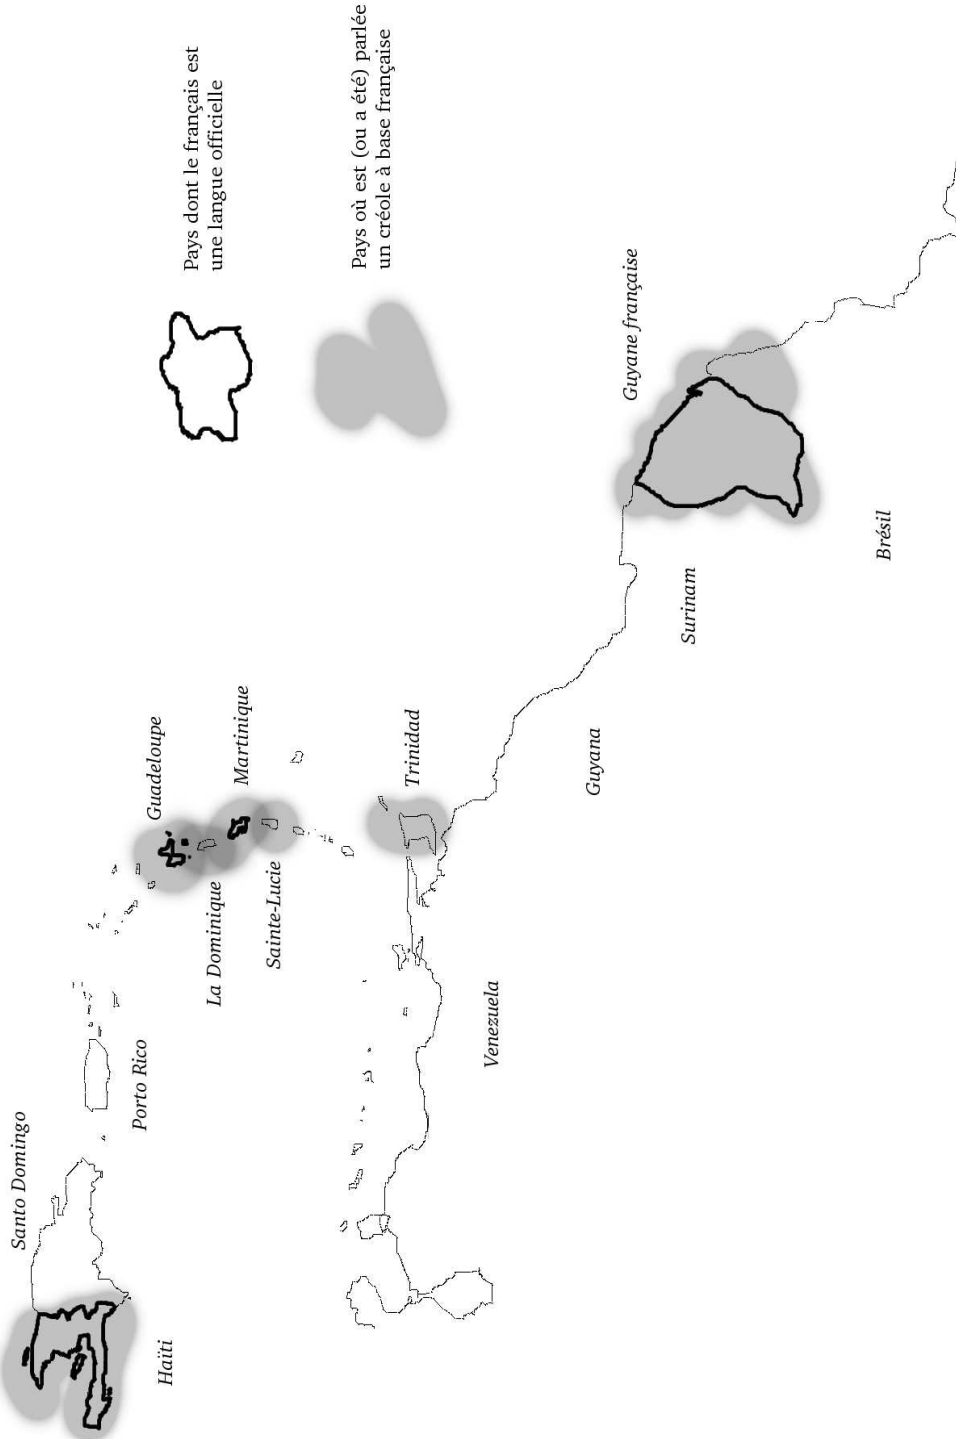 Pays dont le français est
une langue officielle
Pays où est (ou a été) parlée
un créole à base française
Santo Domingo
Haïti
Porto Rico
Guadeloupe
La Dominique
Martinique
Sainte-Lucie
Trinidad
Venezuela
Guyana
Surinam
Guyane française
Brésil